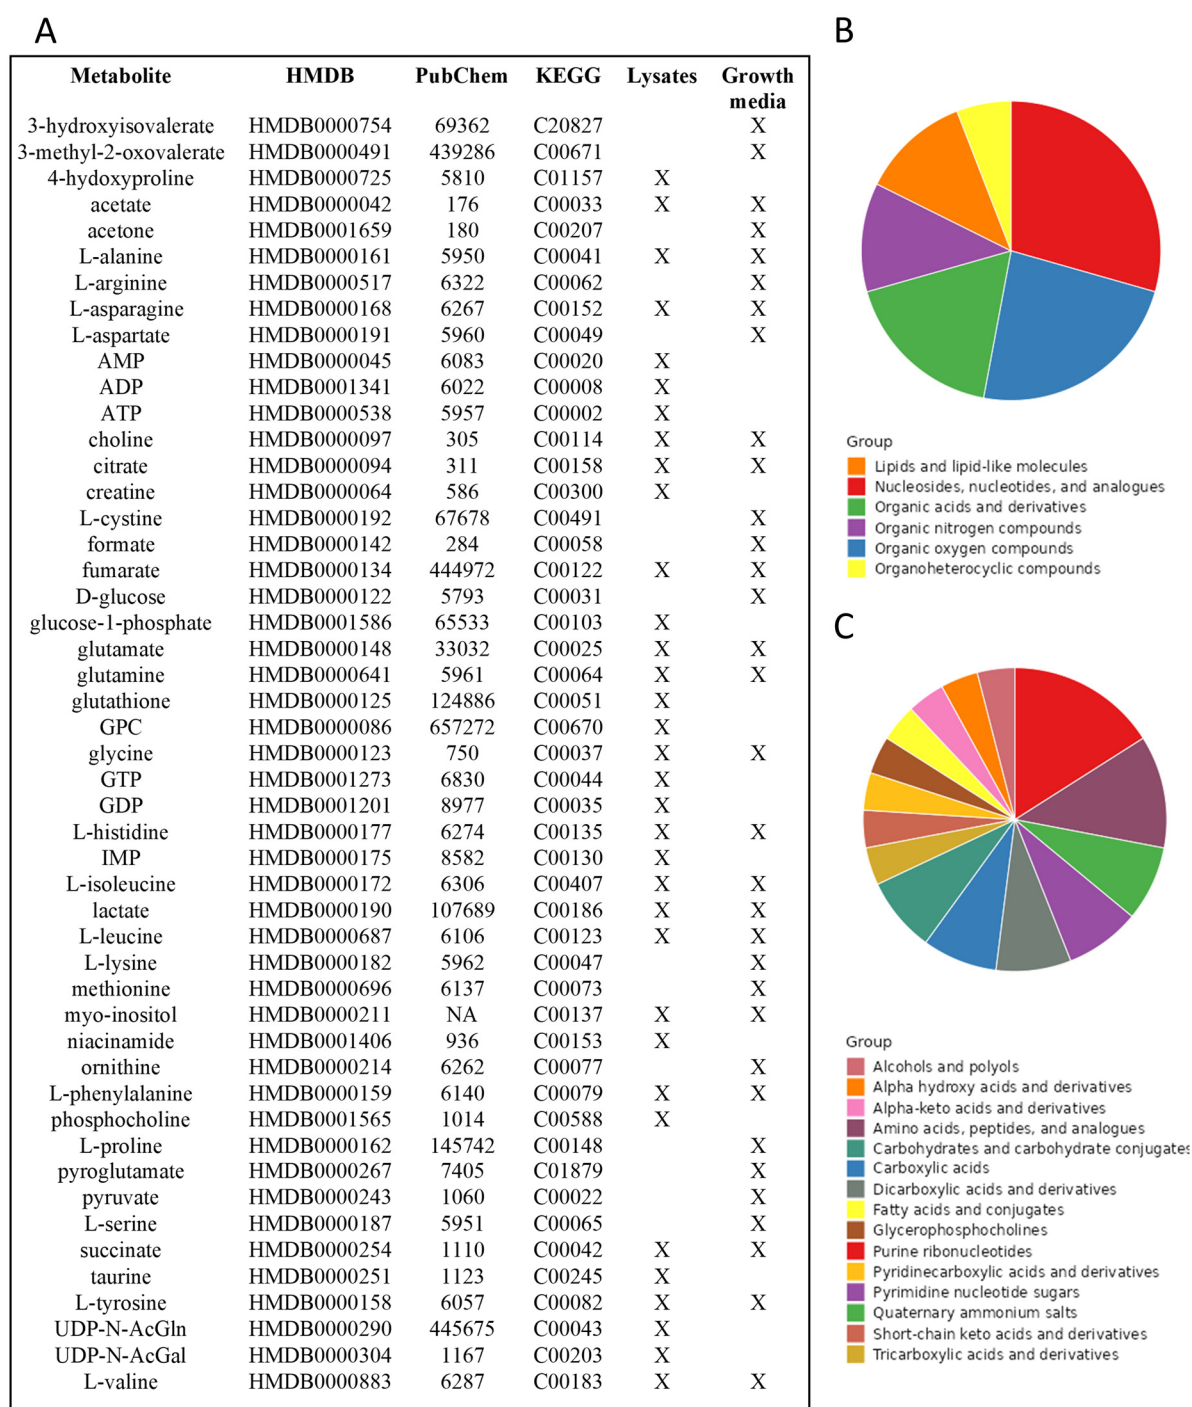 A
Metabolite HMDB PubChem KEGG Lysates Growth media
3-hydroxyisovalerate HMDB0000754 69362 C20827 X
3-methyl-2-oxovalerate HMDB0000491 439286 C00671 X
4-hydoxyproline HMDB0000725 5810 C01157 X
acetate HMDB0000042 176 C00033 X X
acetone HMDB0001659 180 C00207 X
L-alanine HMDB0000161 5950 C00041 X X
L-arginine HMDB0000517 6322 C00062 X
L-asparagine HMDB0000168 6267 C00152 X X
L-aspartate HMDB0000191 5960 C00049 X
AMP HMDB0000045 6083 C00020 X
ADP HMDB0001341 6022 C00008 X
ATP HMDB0000538 5957 C00002 X
choline HMDB0000097 305 C00114 X X
citrate HMDB0000094 311 C00158 X X
creatine HMDB0000064 586 C00300 X
L-cystine HMDB0000192 67678 C00491 X
formate HMDB0000142 284 C00058 X
fumarate HMDB0000134 444972 C00122 X X
D-glucose HMDB0000122 5793 C00031 X
glucose-1-phosphate HMDB0001586 65533 C00103 X
glutamate HMDB0000148 33032 C00025 X X
glutamine HMDB0000641 5961 C00064 X X
glutathione HMDB0000125 124886 C00051 X
GPC HMDB0000086 657272 C00670 X
glycine HMDB0000123 750 C00037 X X
GTP HMDB0001273 6830 C00044 X
GDP HMDB0001201 8977 C00035 X
L-histidine HMDB0000177 6274 C00135 X X
IMP HMDB0000175 8582 C00130 X
L-isoleucine HMDB0000172 6306 C00407 X X
lactate HMDB0000190 107689 C00186 X X
L-leucine HMDB0000687 6106 C00123 X X
L-lysine HMDB0000182 5962 C00047 X
methionine HMDB0000696 6137 C00073 X
myo-inositol HMDB0000211 NA C00137 X X
niacinamide HMDB0001406 936 C00153 X
ornithine HMDB0000214 6262 C00077 X
L-phenylalanine HMDB0000159 6140 C00079 X X
phosphocholine HMDB0001565 1014 C00588 X
L-proline HMDB0000162 145742 C00148 X
pyroglutamate HMDB0000267 7405 C01879 X
pyruvate HMDB0000243 1060 C00022 X
L-serine HMDB0000187 5951 C00065 X
succinate HMDB0000254 1110 C00042 X X
taurine HMDB0000251 1123 C00245 X
L-tyrosine HMDB0000158 6057 C00082 X X
UDP-N-AcGln HMDB0000290 445675 C00043 X
UDP-N-AcGal HMDB0000304 1167 C00203 X
L-valine HMDB0000883 6287 C00183 X X
B
Group
Lipids and lipid-like molecules
Nucleosides, nucleotides, and analogues
Organic acids and derivatives
Organic nitrogen compounds
Organic oxygen compounds
Organoheterocyclic compounds
C
Group
Alcohols and polyols
Alpha hydroxy acids and derivatives
Alpha-keto acids and derivatives
Amino acids, peptides, and analogues
Carbohydrates and carbohydrate conjugates
Carboxylic acids
Dicarboxylic acids and derivatives
Fatty acids and conjugates
Glycerophosphocholines
Purine ribonucleotides
Pyridinecarboxylic acids and derivatives
Pyrimidine nucleotide sugars
Quaternary ammonium salts
Short-chain keto acids and derivatives
Tricarboxylic acids and derivatives